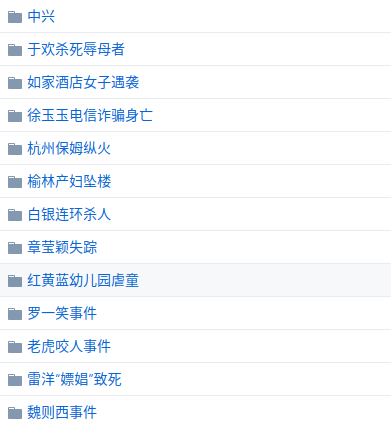 中兴
于欢杀死辱母者
如家酒店女子遇袭
徐玉玉电信诈骗身亡
杭州保姆纵火
榆林产妇坠楼
白银连环杀人
章莹颖失踪
红黄蓝幼儿园虐童
罗一笑事件
老虎咬人事件
雷洋“嫖娼”致死
魏则西事件